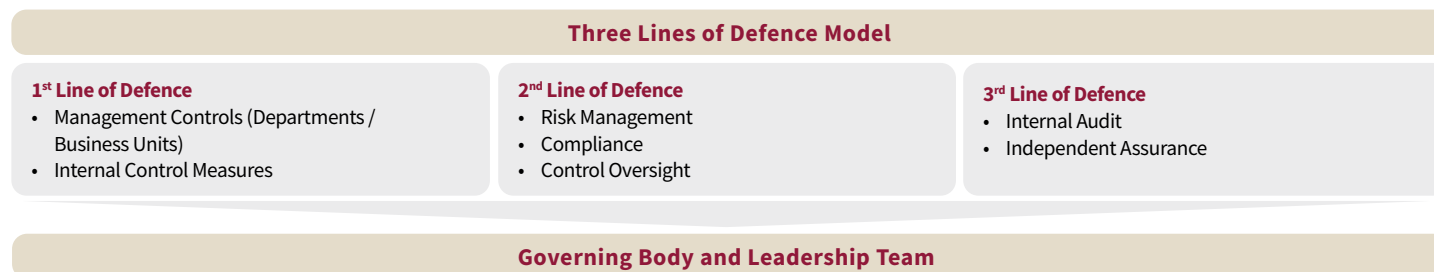 Three Lines of Defence Model
1st Line of Defence
• Management Controls (Departments /
Business Units)
• Internal Control Measures
2nd Line of Defence
• Risk Management
• Compliance
• Control Oversight
3rd Line of Defence
• Internal Audit
• Independent Assurance
Governing Body and Leadership Team